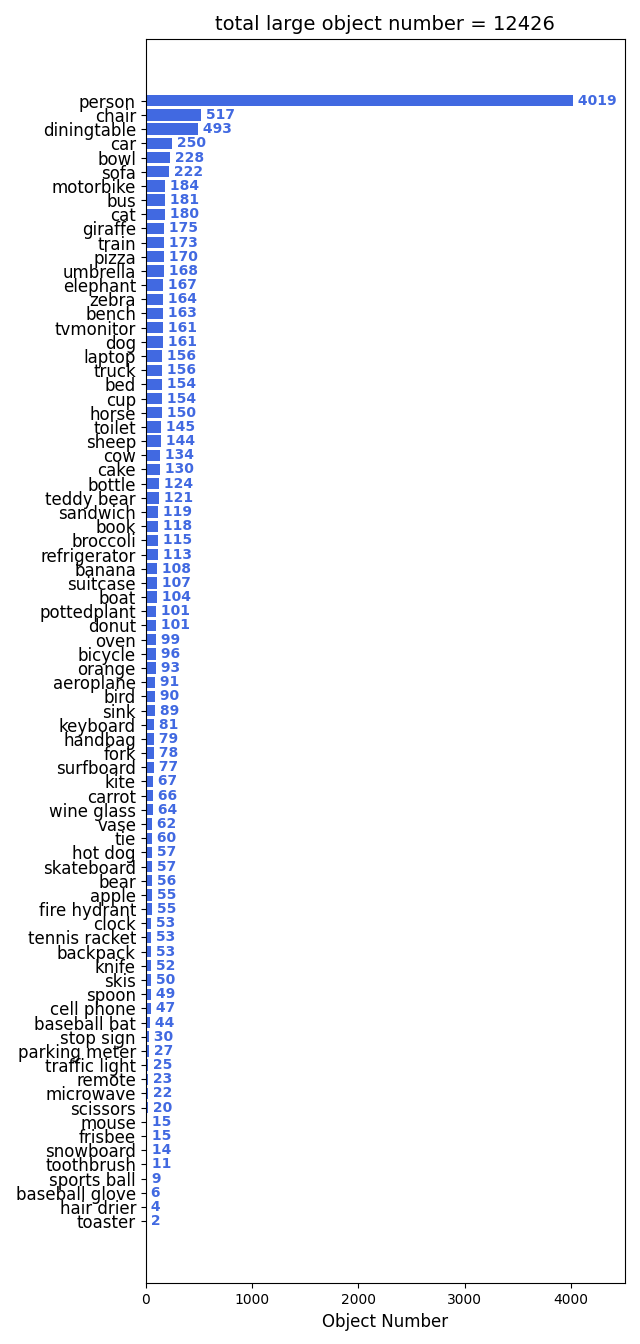 total large object number = 12426
person 4019
chair 517
diningtable 493
car 250
bowl 228
sofa 222
motorbike 184
bus 181
cat 180
giraffe 175
train 173
pizza 170
umbrella 168
elephant 167
zebra 164
bench 163
tvmonitor 161
dog 161
laptop 156
truck 156
bed 154
cup 154
horse 150
toilet 145
sheep 144
cow 134
cake 130
bottle 124
teddy bear 121
sandwich 119
book 118
broccoli 115
refrigerator 113
banana 108
suitcase 107
boat 104
pottedplant 101
donut 101
oven 99
bicycle 96
orange 93
aeroplane 91
bird 90
sink 89
keyboard 81
handbag 79
fork 78
surfboard 77
kite 67
carrot 66
wine glass 64
vase 62
tie 60
hot dog 57
skateboard 57
bear 56
apple 55
fire hydrant 55
clock 53
tennis racket 53
backpack 53
knife 52
skis 50
spoon 49
cell phone 47
baseball bat 44
stop sign 30
parking meter 27
traffic light 25
remote 23
microwave 22
scissors 20
mouse 15
frisbee 15
snowboard 14
toothbrush 11
sports ball 9
baseball glove 6
hair drier 4
toaster 2
0 1000 2000 3000 4000
Object Number